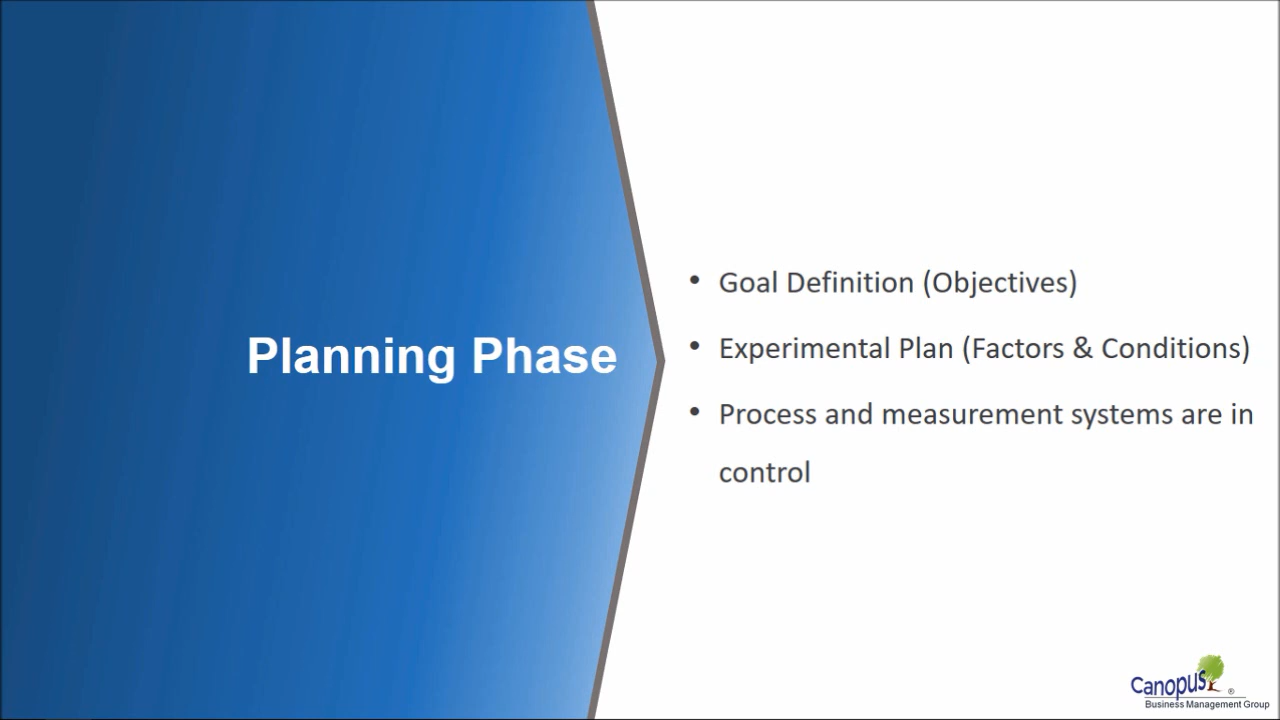 Planning Phase
• Goal Definition (Objectives)
• Experimental Plan (Factors & Conditions)
• Process and measurement systems are in
control
Canopus ®
Business Management Group